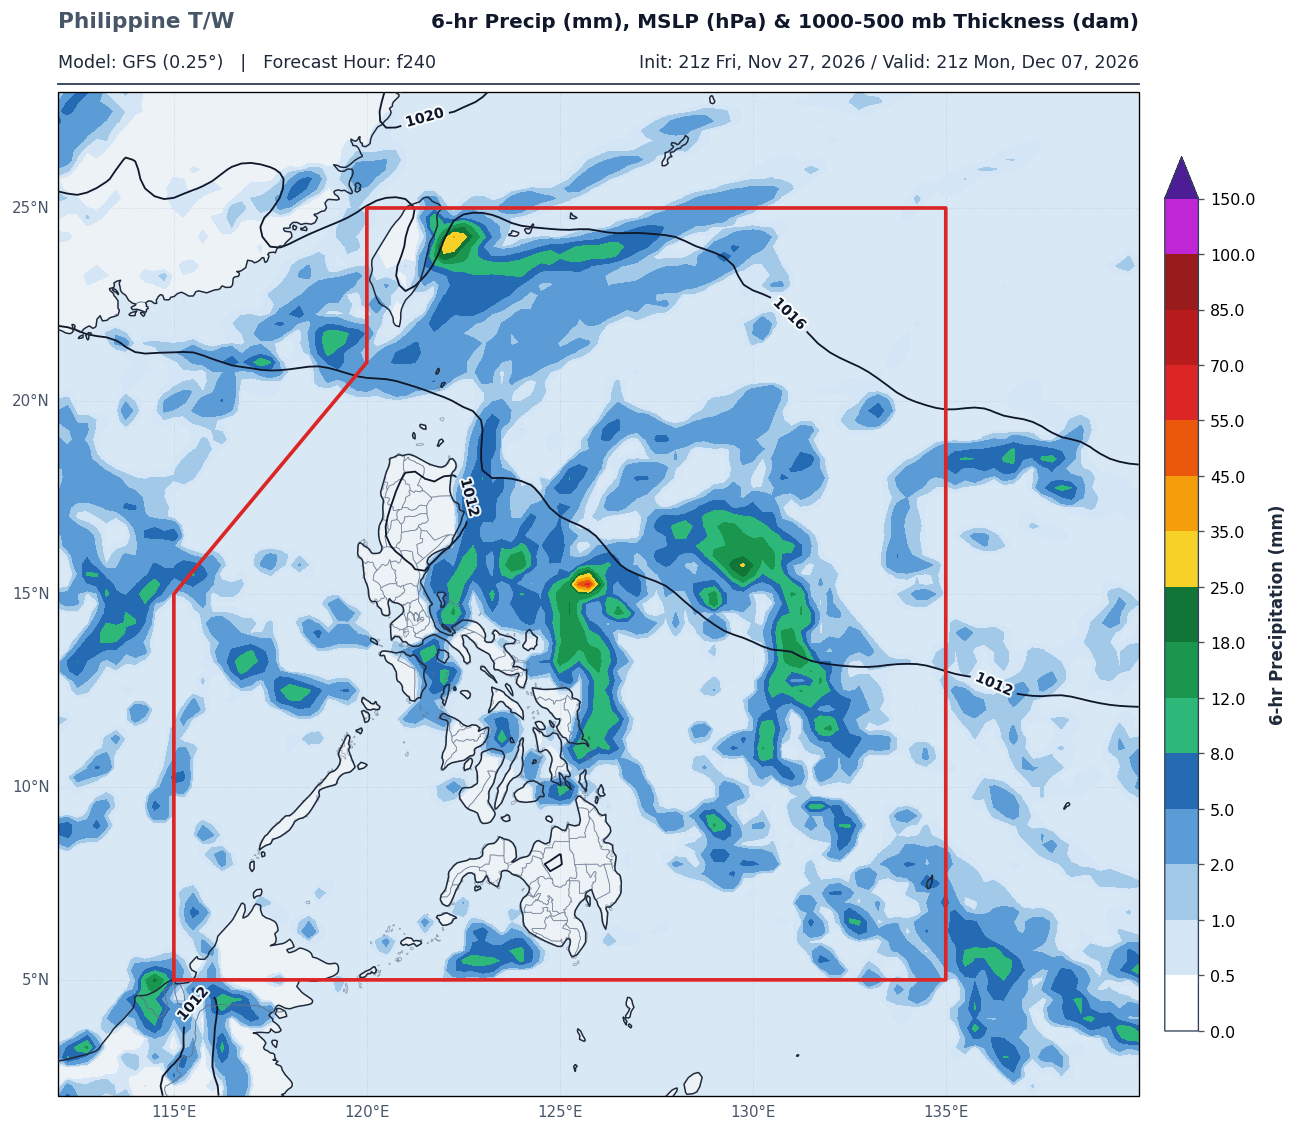 Philippine T/W
6-hr Precip (mm), MSLP (hPa) & 1000-500 mb Thickness (dam)
Model: GFS (0.25°) | Forecast Hour: f240
Init: 21z Fri, Nov 27, 2026 / Valid: 21z Mon, Dec 07, 2026
1020
1016
1012
1012
1012
25°N
20°N
15°N
10°N
5°N
115°E
120°E
125°E
130°E
135°E
150.0
100.0
85.0
70.0
55.0
45.0
35.0
25.0
18.0
12.0
8.0
5.0
2.0
1.0
0.5
0.0
6-hr Precipitation (mm)